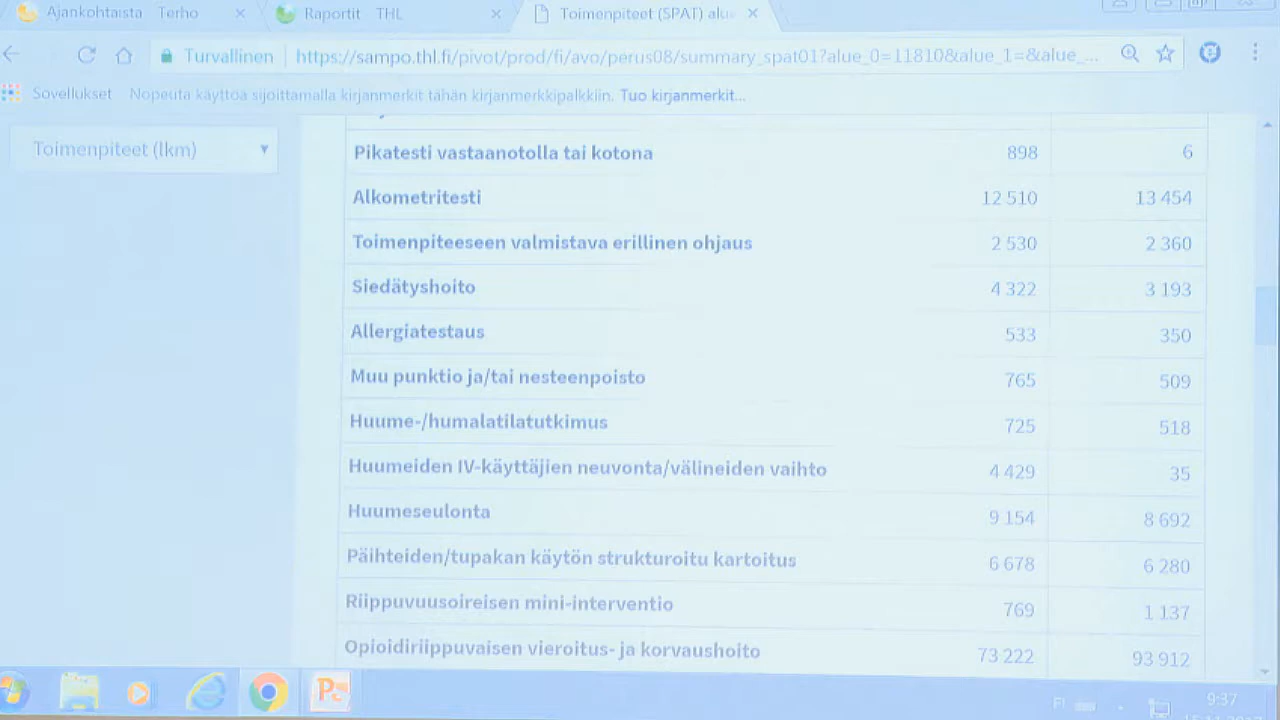 Ajankohtaista Terho
Raportit THL
Toimenpiteet (SPAT) alue
Turvallinen https://sampo.thl.fi/pivot/prod/fi/avo/perus08/summary_spat01?alue_0=11810&alue_1=&alue_...
Sovellukset Nopeuta käyttöä sijoittamalla kirjanmerkit tähän kirjanmerkkipalkkiin. Tuo kirjanmerkit...
Toimenpiteet (lkm)
Pikatesti vastaanotolla tai kotona 898 6
Alkometritesti 12 510 13 454
Toimenpiteeseen valmistava erillinen ohjaus 2 530 2 360
Siedätyshoito 4 322 3 193
Allergiatestaus 533 350
Muu punktio ja/tai nesteenpoisto 765 509
Huume-/humalatilatutkimus 725 518
Huumeiden IV-käyttäjien neuvonta/välineiden vaihto 4 429 35
Huumeseulonta 9 154 8 692
Päihteiden/tupakan käytön strukturoitu kartoitus 6 678 6 280
Riippuvuusoireisen mini-interventio 769 1 137
Opioidiriippuvaisen vieroitus- ja korvaushoito 73 222 93 912
FI 9:37